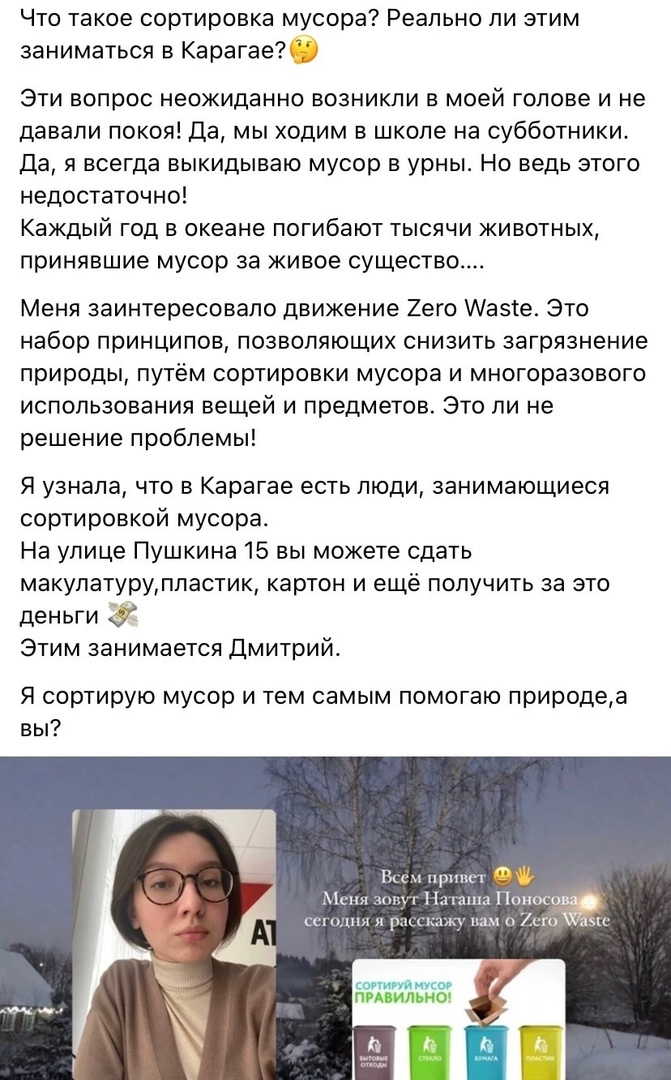 Что такое сортировка мусора? Реально ли этим
заниматься в Карагае?🤔
Эти вопрос неожиданно возникли в моей голове и не
давали покоя! Да, мы ходим в школе на субботники.
Да, я всегда выкидываю мусор в урны. Но ведь этого
недостаточно!
Каждый год в океане погибают тысячи животных,
принявшие мусор за живое существо....
Меня заинтересовало движение Zero Waste. Это
набор принципов, позволяющих снизить загрязнение
природы, путём сортировки мусора и многоразового
использования вещей и предметов. Это ли не
решение проблемы!
Я узнала, что в Карагае есть люди, занимающиеся
сортировкой мусора.
На улице Пушкина 15 вы можете сдать
макулатуру,пластик, картон и ещё получить за это
деньги 💸
Этим занимается Дмитрий.
Я сортирую мусор и тем самым помогаю природе,а
вы?
АТ
Всем привет 😃🖐
Меня зовут Наташа Поносова
сегодня я расскажу вам о Zero Waste
СОРТИРУЙ МУСОР
ПРАВИЛЬНО!
БЫТОВЫЕ
ОТХОДЫ
СТЕКЛО
БУМАГА
ПЛАСТИК